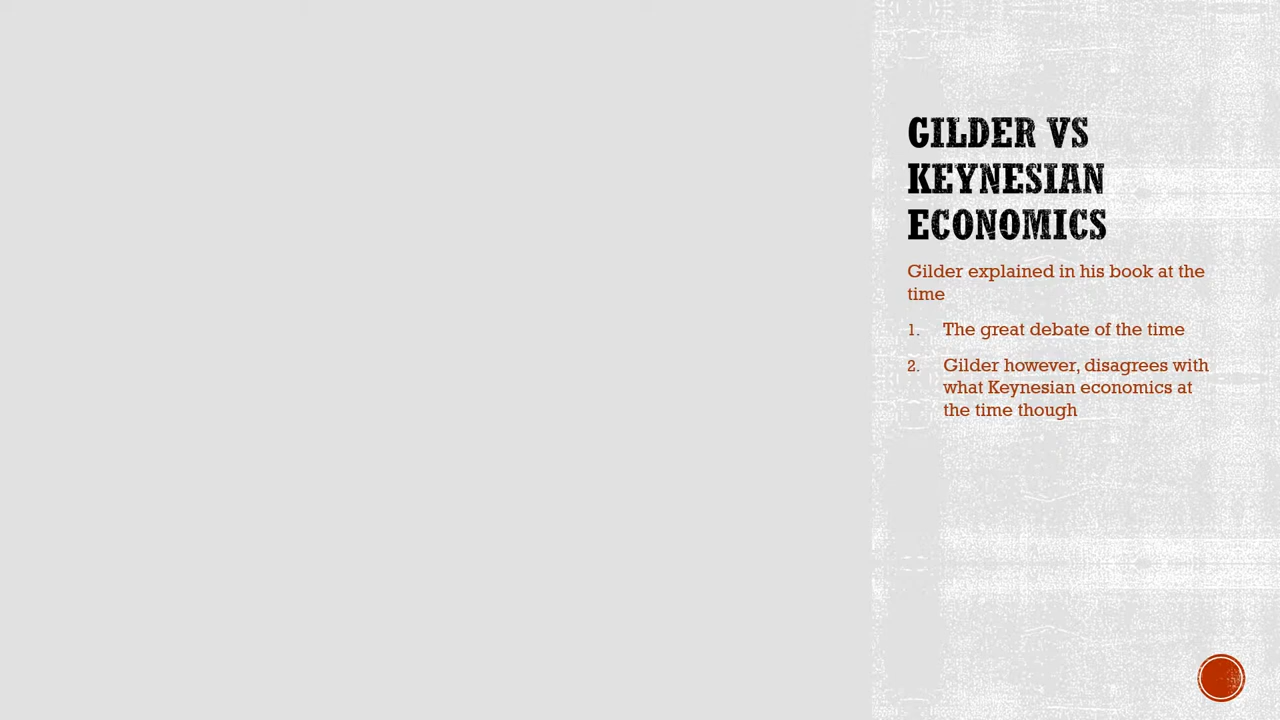 GILDER VS
KEYNESIAN
ECONOMICS
Gilder explained in his book at the
time
1. The great debate of the time
2. Gilder however, disagrees with
what Keynesian economics at
the time though